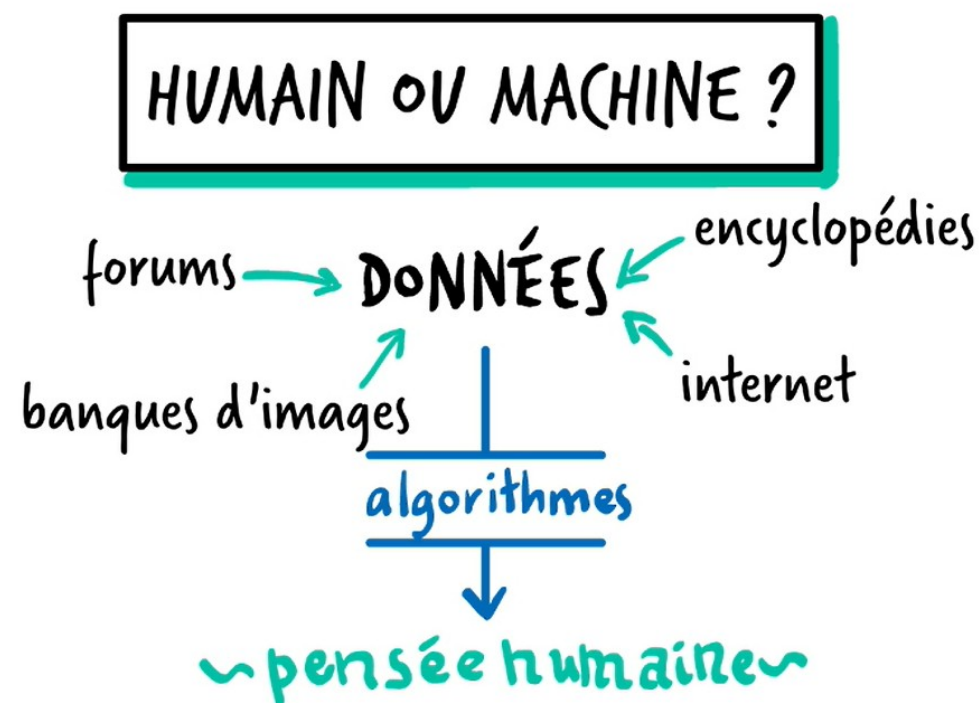 HUMAIN OU MACHINE ?
encyclopédies
forums
DONNÉES
internet
banques d'images
algorithmes
~pensée humaine~